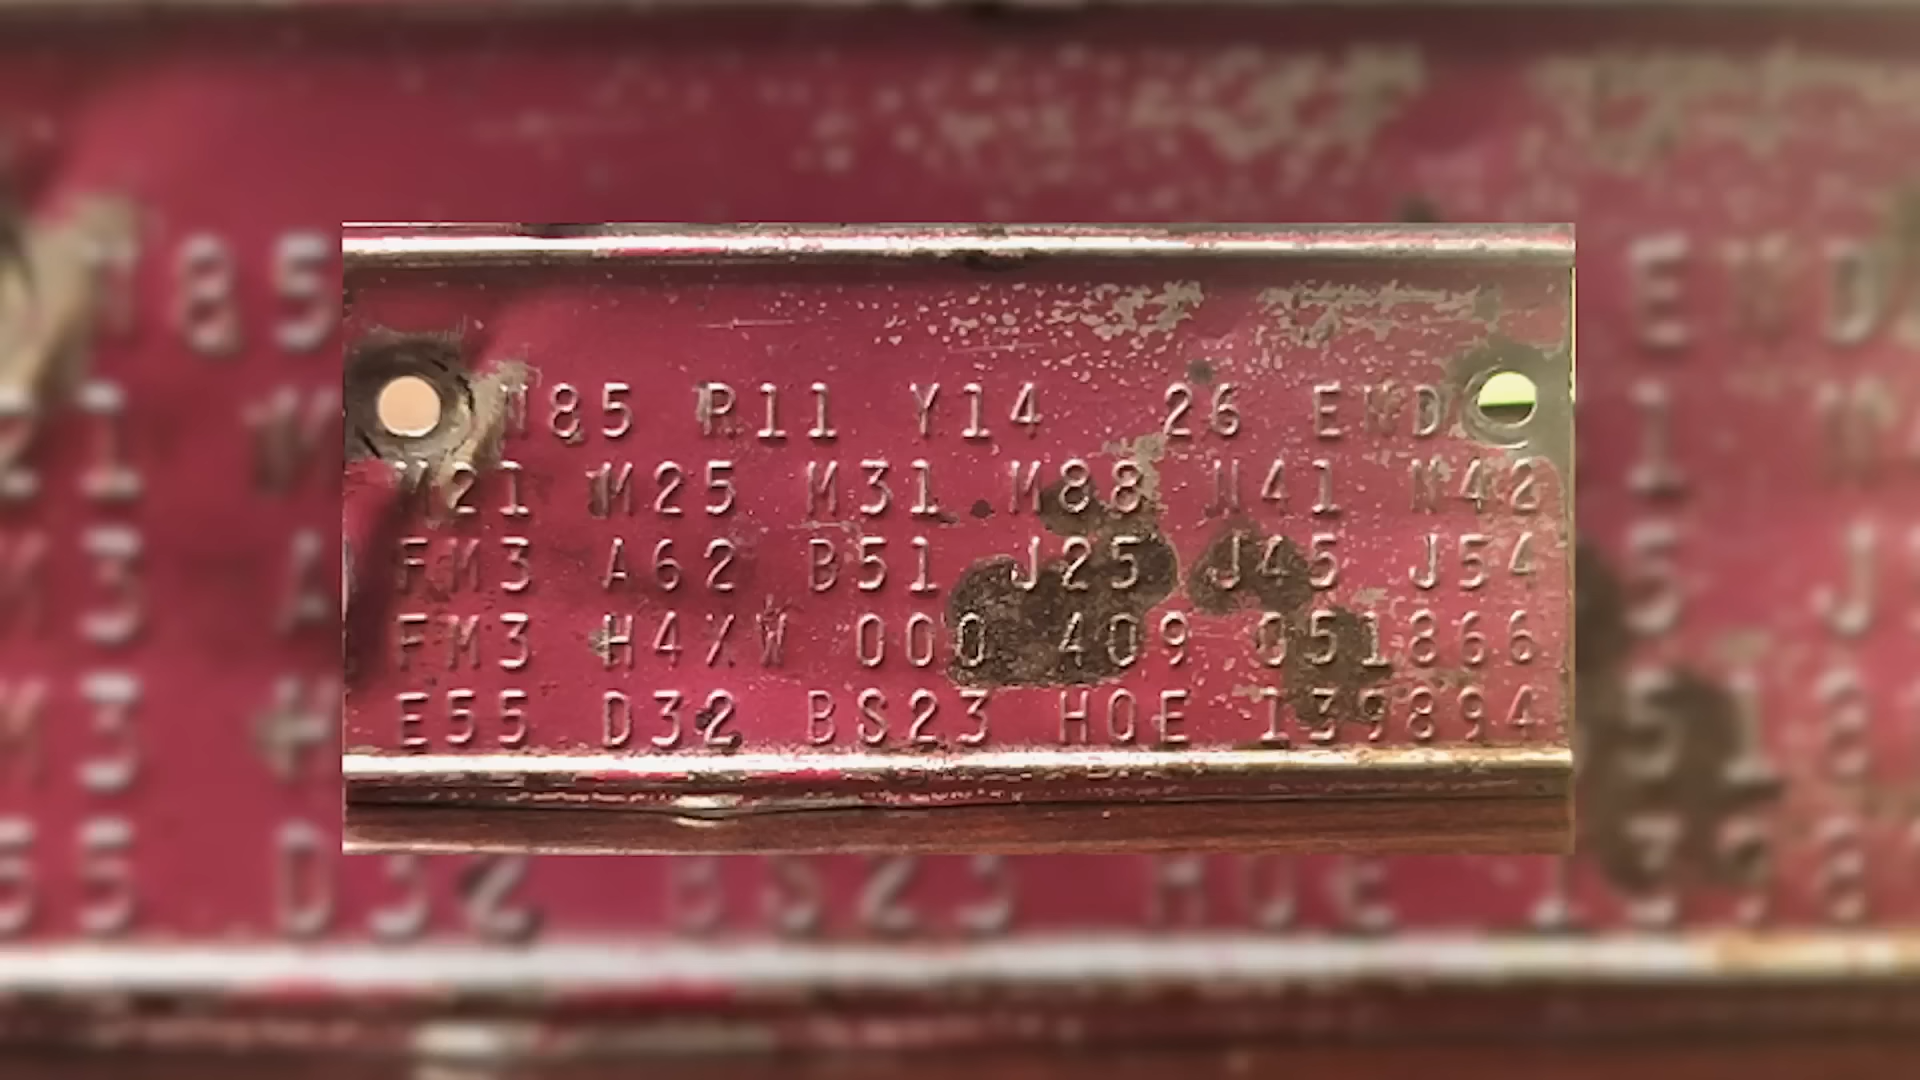 N85 R11 Y14 26 END
M21 M25 M31 M88 N41 N42
FM3 A62 B51 J25 J45 J54
FM3 H4XW 000 409 051866
E55 D32 BS23 HOE 139894